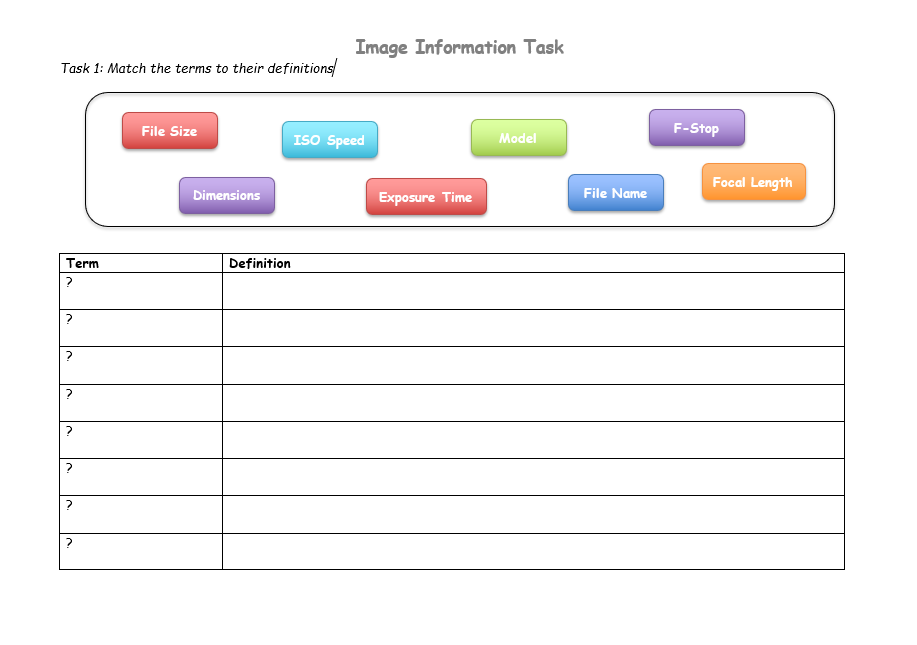 Image Information Task
Task 1: Match the terms to their definitions
File Size
ISO Speed
Model
F-Stop
Dimensions
Exposure Time
File Name
Focal Length
Term Definition
?
?
?
?
?
?
?
?